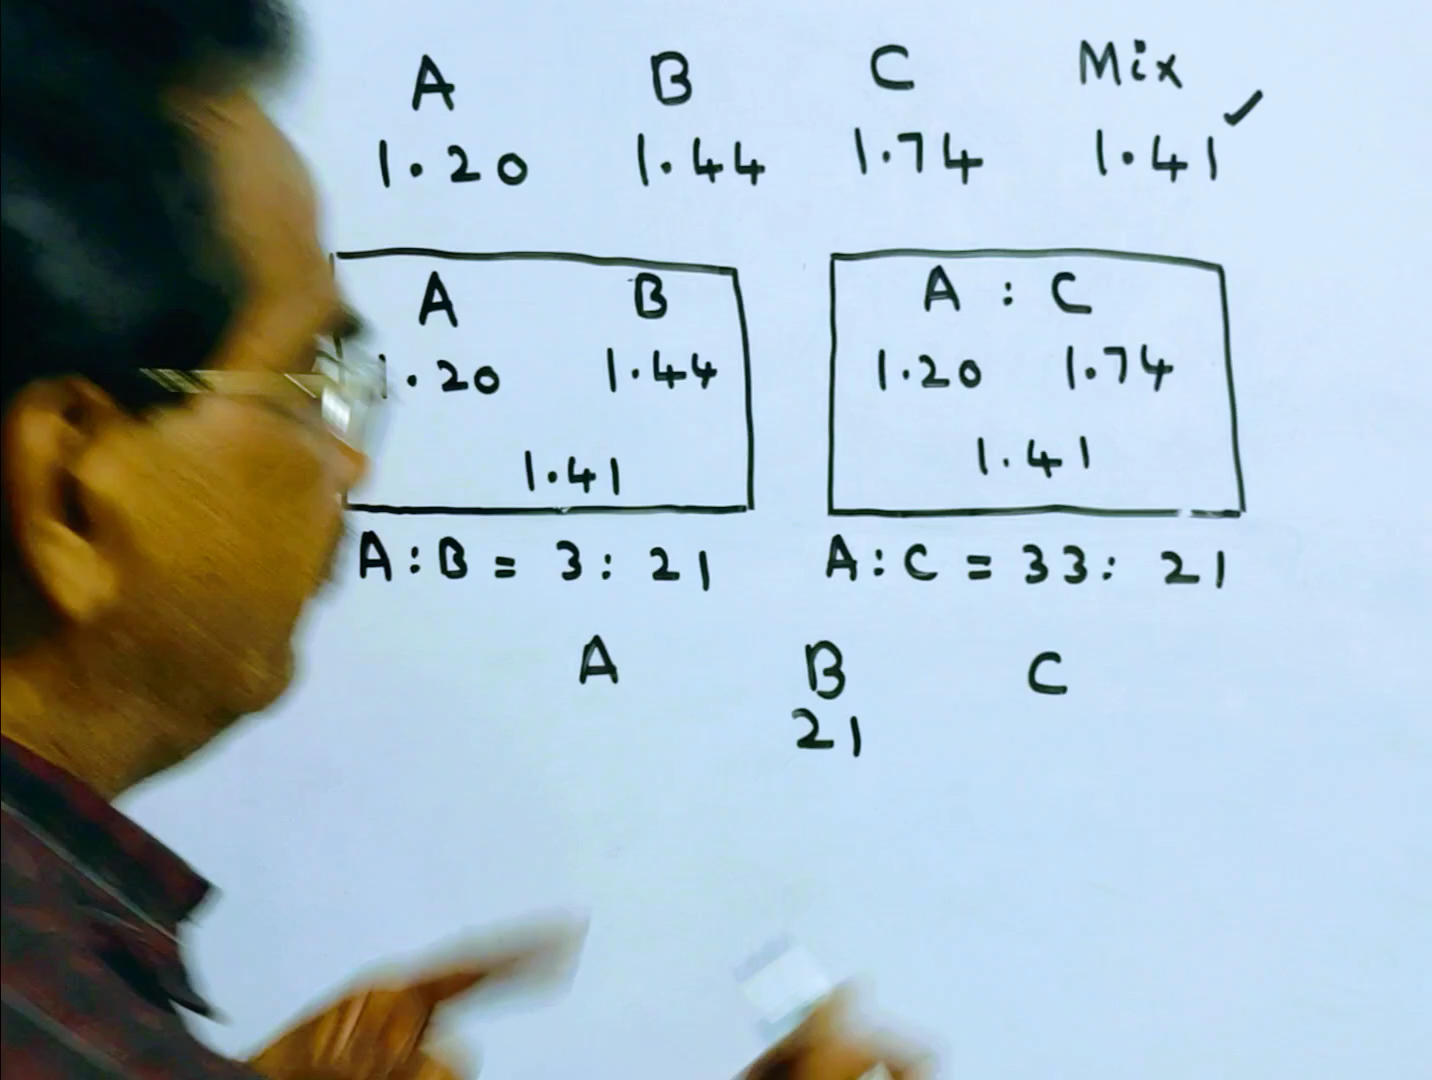 A B C Mix
1.20 1.44 1.74 1.41 ✓
A B
1.20 1.44
1.41
A : C
1.20 1.74
1.41
A : B = 3 : 21
A : C = 33 : 21
A B C
21